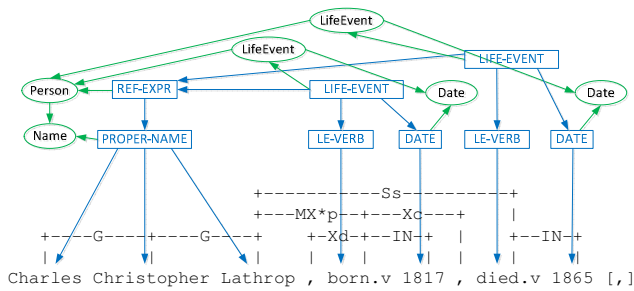 LifeEvent
LifeEvent
LIFE-EVENT
Person REF-EXPR LIFE-EVENT Date Date
Name PROPER-NAME LE-VERB DATE LE-VERB DATE
+------------Ss-----------+
+---MX*p--+---Xc---+ |
+----G-----+----G----+ +-Xd-+--IN-+ | | +--IN-+
| | | | | | | | | |
Charles Christopher Lathrop , born.v 1817 , died.v 1865 [,]